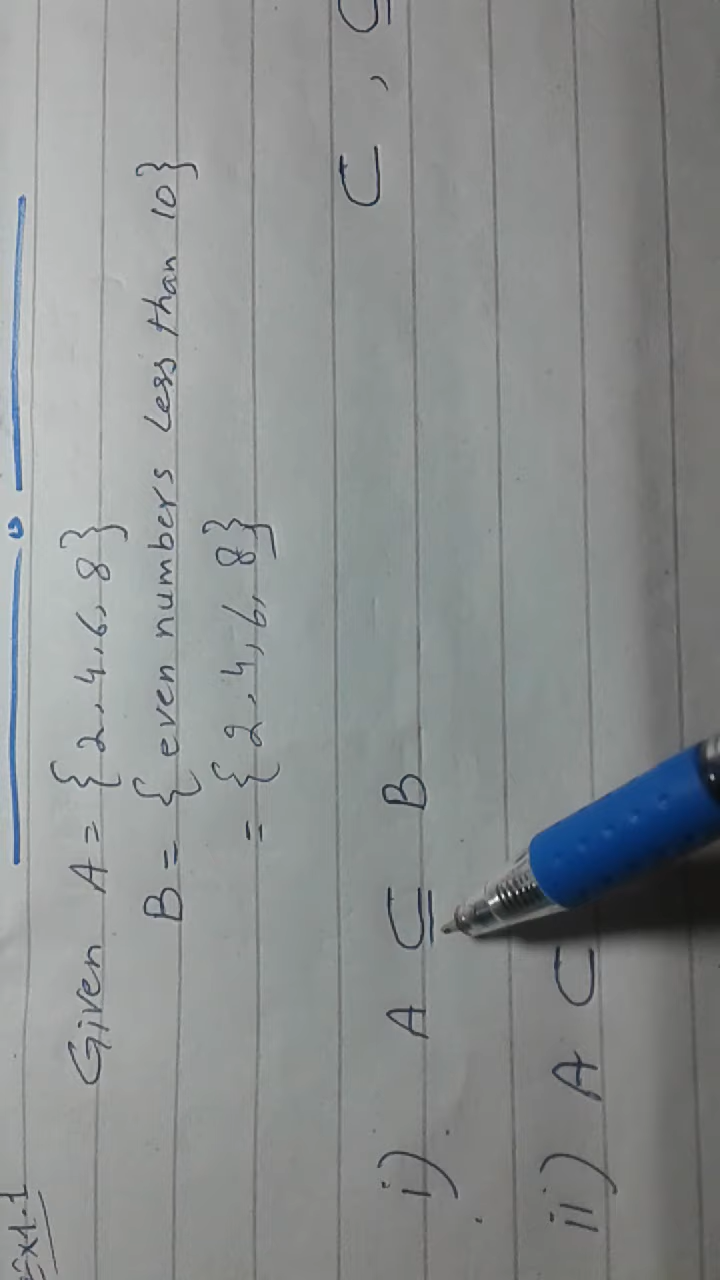 Ex1.1
Given A = {2, 4, 6, 8}
B = {even numbers less than 10}
= {2, 4, 6, 8}
⊂ , ⊆
i) A ⊆ B
ii) A ⊂